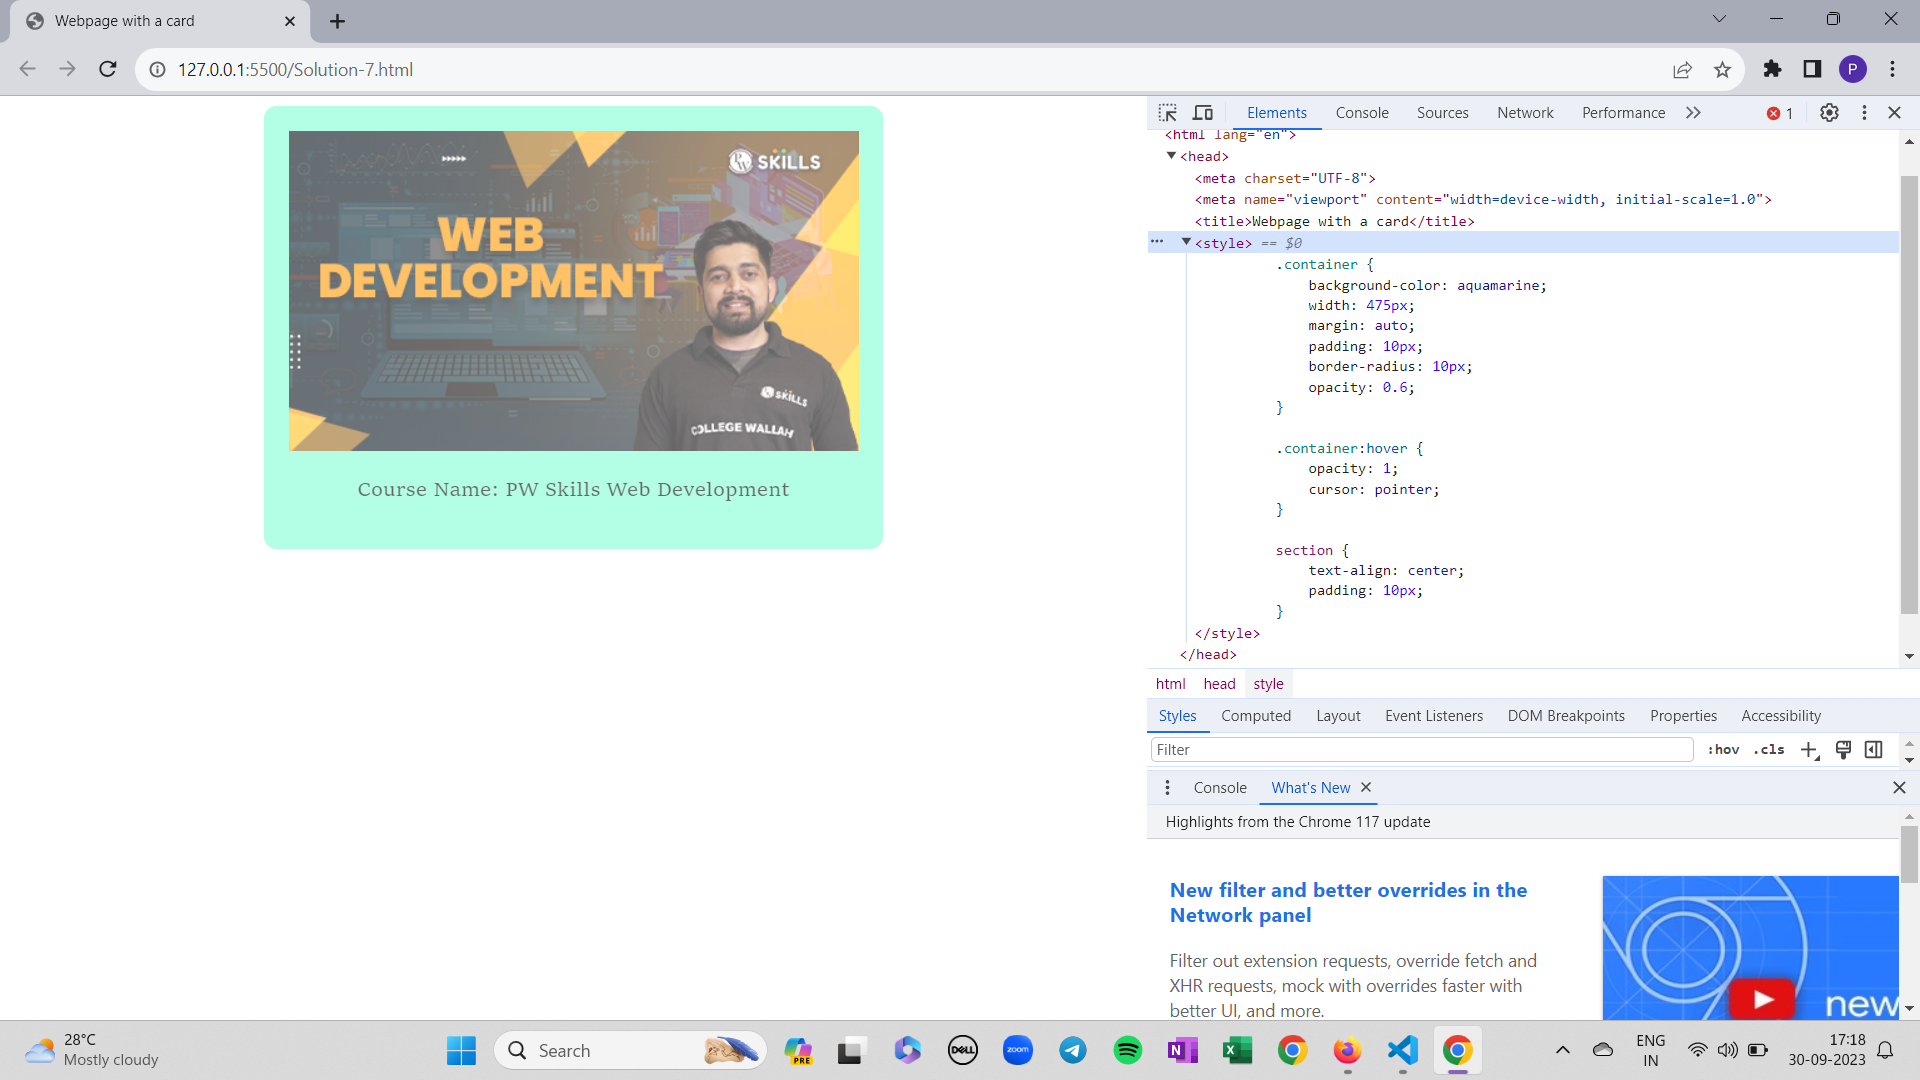 Webpage with a card
127.0.0.1:5500/Solution-7.html
P
SKILLS
WEB
DEVELOPMENT
SKILLS
COLLEGE WALLAH
Course Name: PW Skills Web Development
Elements Console Sources Network Performance 1
<html lang="en">
<head>
<meta charset="UTF-8">
<meta name="viewport" content="width=device-width, initial-scale=1.0">
<title>Webpage with a card</title>
<style> == $0
.container {
background-color: aquamarine;
width: 475px;
margin: auto;
padding: 10px;
border-radius: 10px;
opacity: 0.6;
}
.container:hover {
opacity: 1;
cursor: pointer;
}
section {
text-align: center;
padding: 10px;
}
</style>
</head>
html head style
Styles Computed Layout Event Listeners DOM Breakpoints Properties Accessibility
Filter :hov .cls
Console What's New
Highlights from the Chrome 117 update
New filter and better overrides in the
Network panel
Filter out extension requests, override fetch and
XHR requests, mock with overrides faster with
better UI, and more.
new
28°C
Mostly cloudy
Search
PRE
DELL
zoom
ENG
IN
17:18
30-09-2023